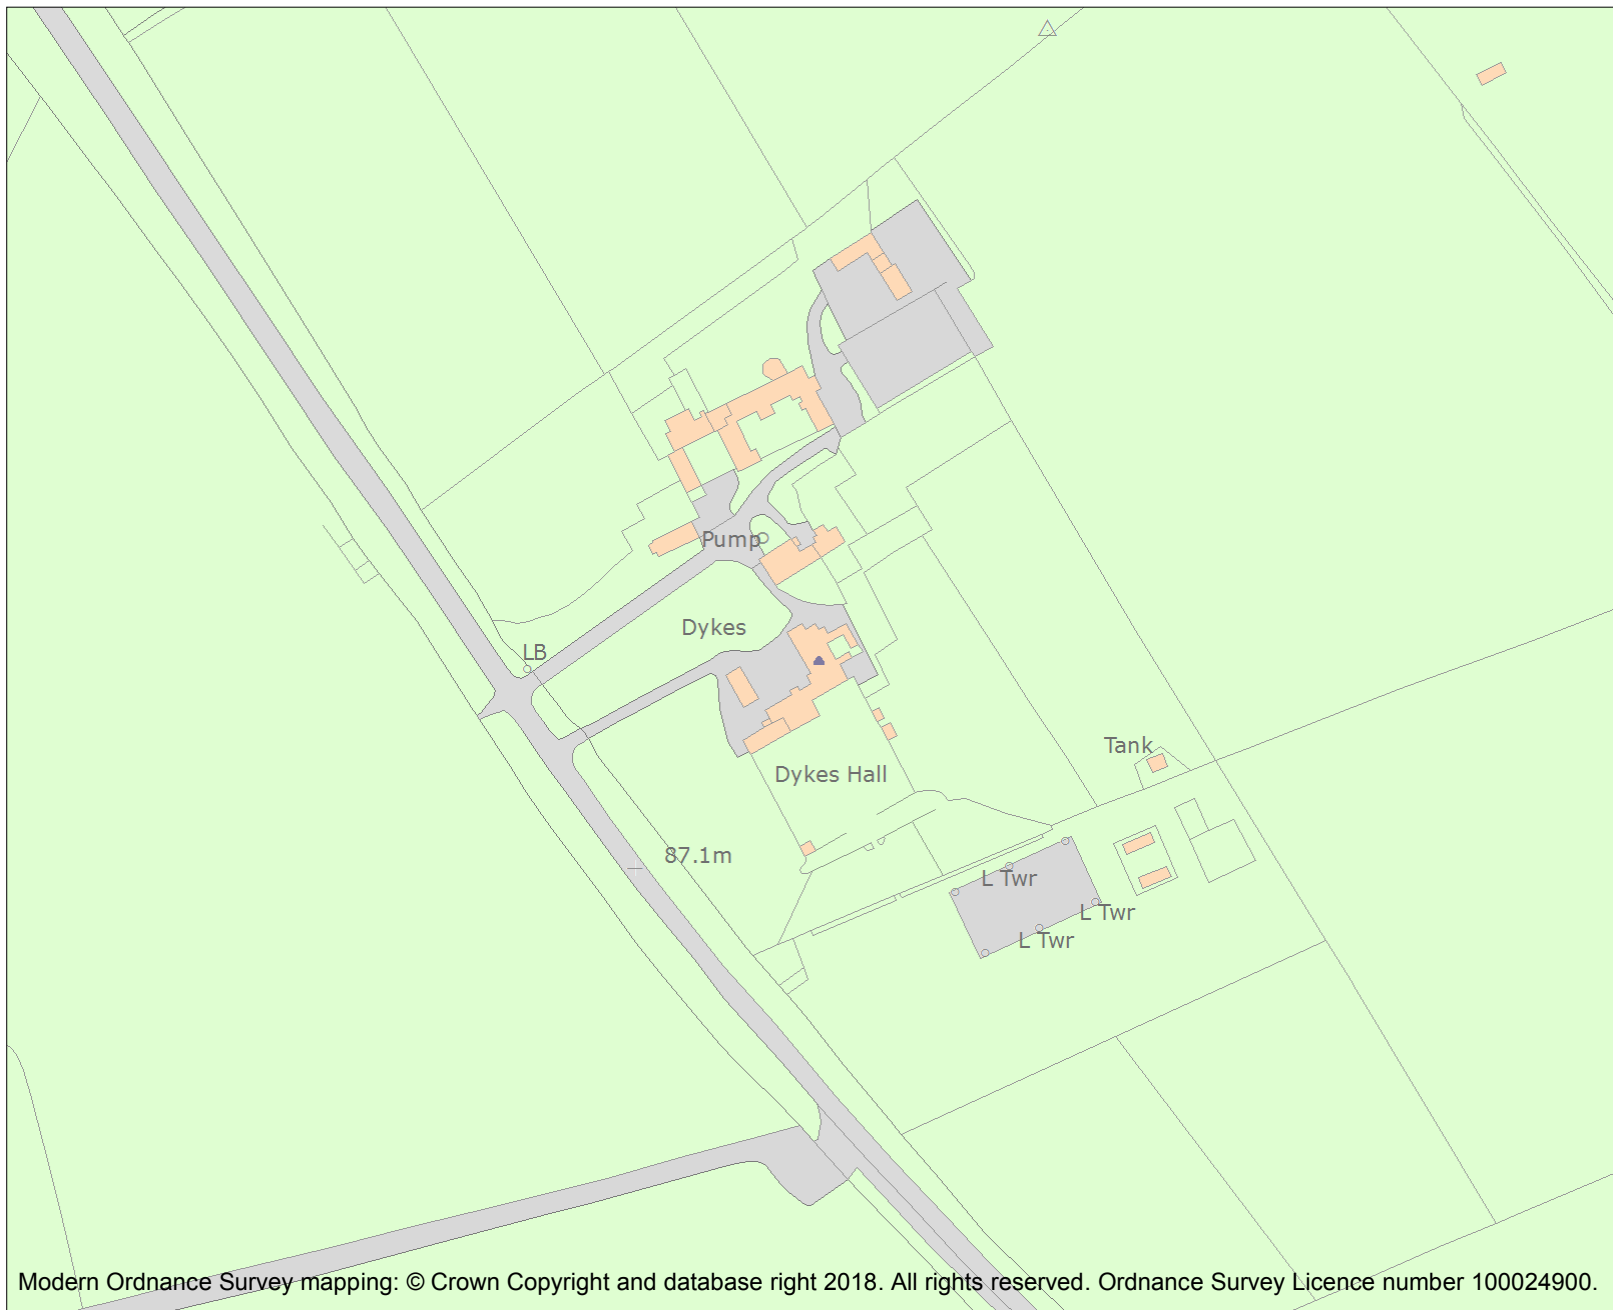 Pump
Dykes
LB
Tank
Dykes Hall
87.1m
L Twr
L Twr
L Twr
Modern Ordnance Survey mapping: © Crown Copyright and database right 2018. All rights reserved. Ordnance Survey Licence number 100024900.